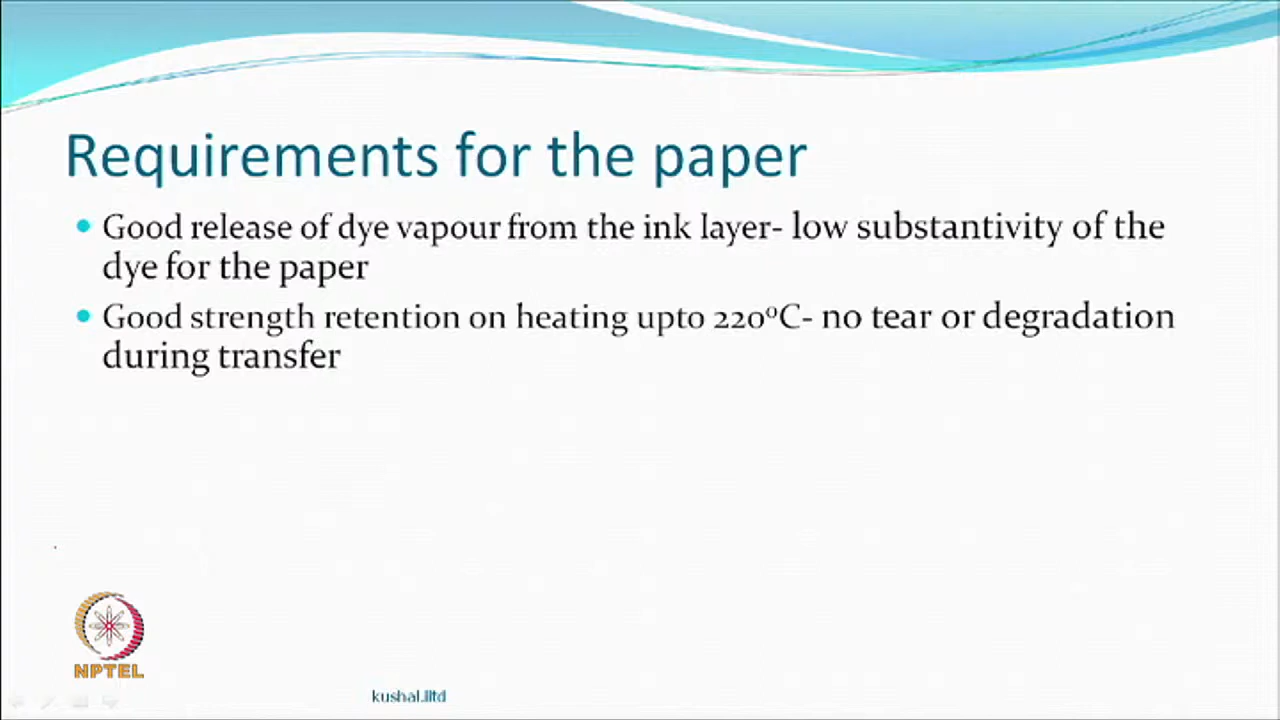 Requirements for the paper
Good release of dye vapour from the ink layer- low substantivity of the
dye for the paper
Good strength retention on heating upto 220°C- no tear or degradation
during transfer
NPTEL
kushal.iitd